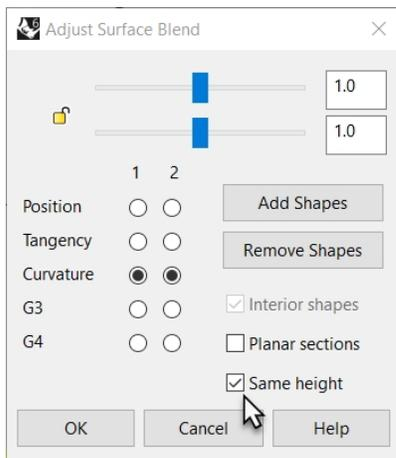 6
Adjust Surface Blend
1.0
1.0
1 2
Position
Tangency
Curvature
G3
G4
Add Shapes
Remove Shapes
Interior shapes
Planar sections
Same height
OK Cancel Help